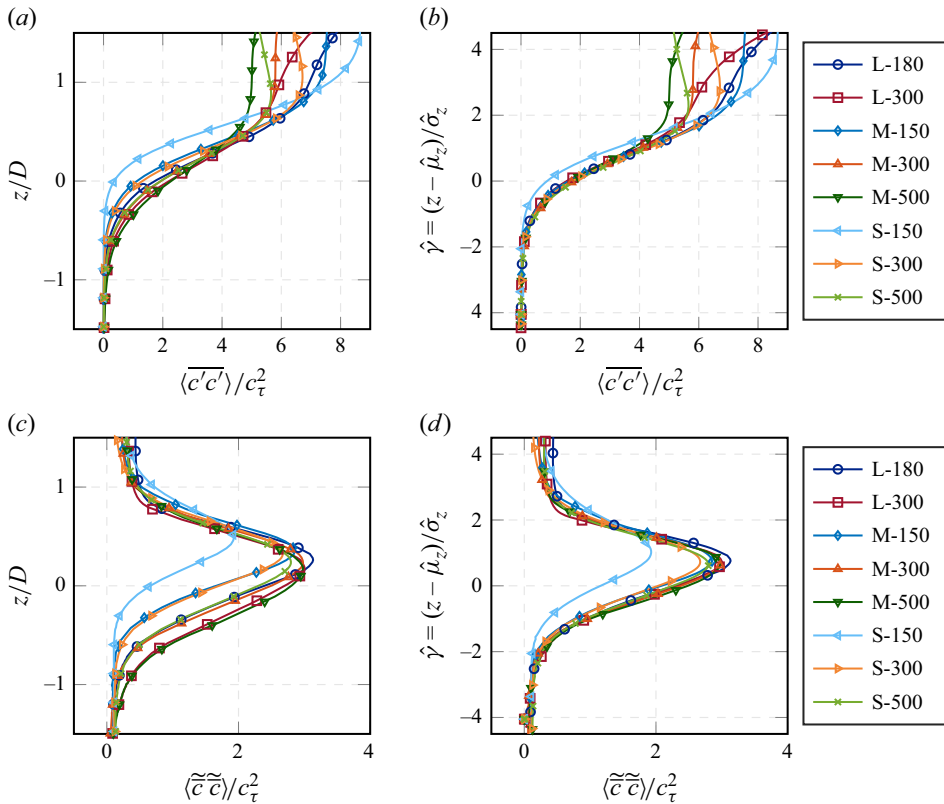 (a)
(b)
1
0
−1
z/D
0
2
4
6
8
⟨c′c′⟩/c_τ^2
4
2
0
−2
4
γ̂ = (z − μ̂_z)/σ̂_z
0
2
4
6
8
⟨c′c′⟩/c_τ^2
L-180
L-300
M-150
M-300
M-500
S-150
S-300
S-500
(c)
(d)
1
0
−1
z/D
0
2
4
⟨c̃ c̃⟩/c_τ^2
4
2
0
−2
−4
γ̂ = (z − μ̂_z)/σ̂_z
0
2
4
⟨c̃ c̃⟩/c_τ^2
L-180
L-300
M-150
M-300
M-500
S-150
S-300
S-500